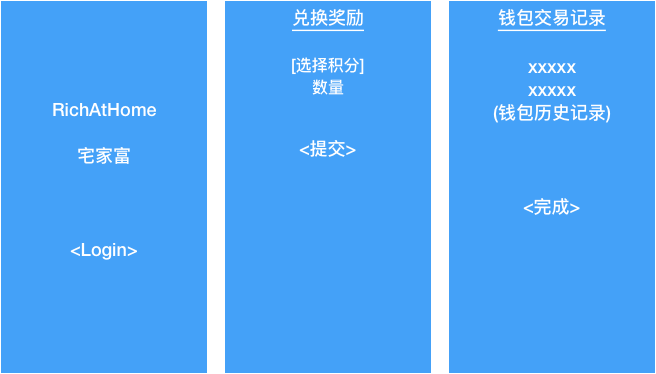 RichAtHome
宅家富
<Login>
兑换奖励
[选择积分]
数量
<提交>
钱包交易记录
xxxxx
xxxxx
(钱包历史记录)
<完成>